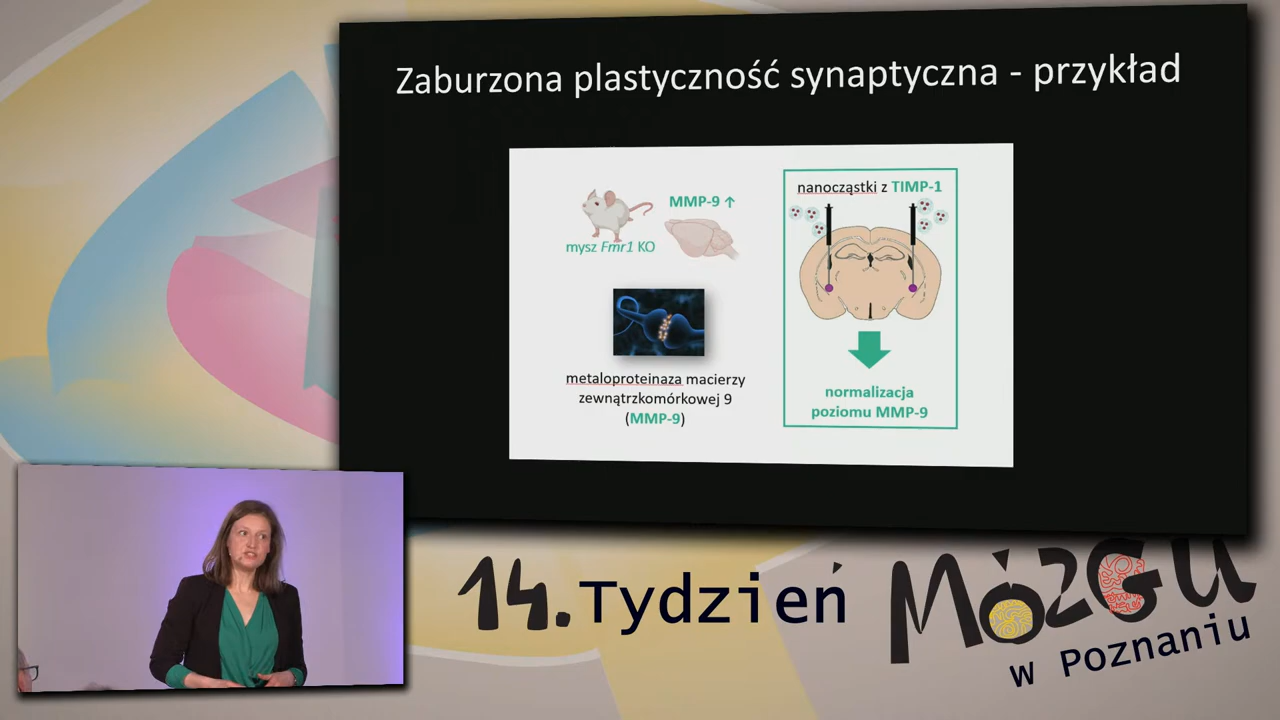 Zaburzona plastyczność synaptyczna - przykład
MMP-9 ↑
mysz Fmr1 KO
metaloproteinaza macierzy
zewnątrzkomórkowej 9
(MMP-9)
nanocząstki z TIMP-1
normalizacja
poziomu MMP-9
14. Tydzień
MózGu
w Poznaniu